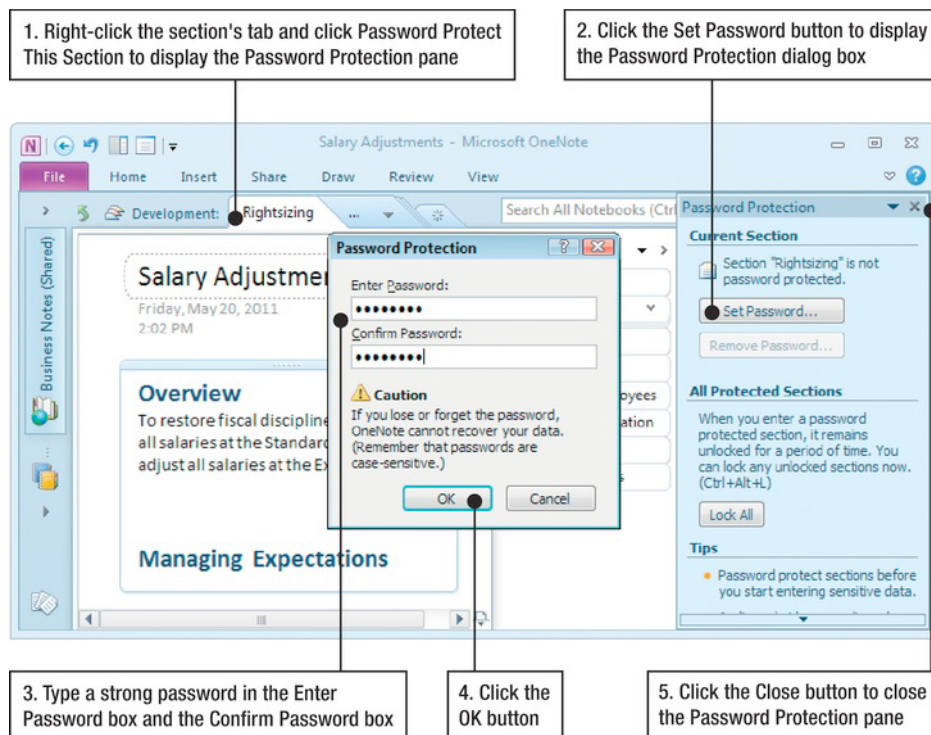 1. Right-click the section's tab and click Password Protect
This Section to display the Password Protection pane
2. Click the Set Password button to display
the Password Protection dialog box
Salary Adjustments - Microsoft OneNote
File Home Insert Share Draw Review View
Development: Rightsizing ... Search All Notebooks (Ctrl
Business Notes (Shared)
Salary Adjustme
Friday, May 20, 2011
2:02 PM
Overview
To restore fiscal discipline
all salaries at the Standard
adjust all salaries at the Ex
Managing Expectations
oyees
ation
s
Password Protection
Enter Password:
Confirm Password:
Caution
If you lose or forget the password,
OneNote cannot recover your data.
(Remember that passwords are
case-sensitive.)
OK Cancel
Password Protection
Current Section
Section "Rightsizing" is not
password protected.
Set Password...
Remove Password...
All Protected Sections
When you enter a password
protected section, it remains
unlocked for a period of time. You
can lock any unlocked sections now.
(Ctrl+Alt+L)
Lock All
Tips
Password protect sections before
you start entering sensitive data.
3. Type a strong password in the Enter
Password box and the Confirm Password box
4. Click the
OK button
5. Click the Close button to close
the Password Protection pane